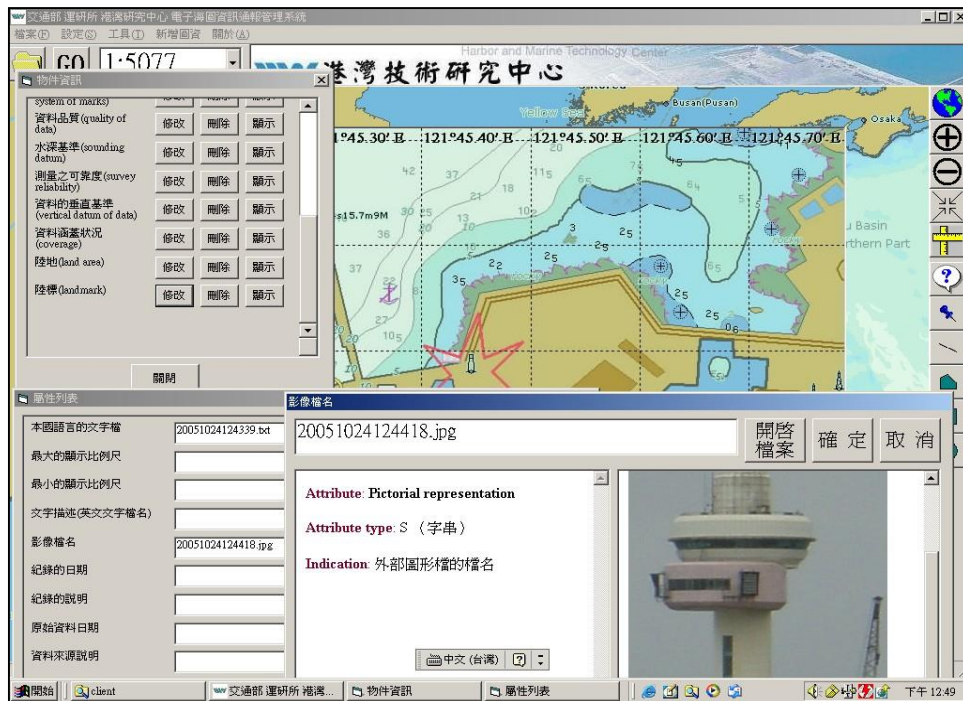 交通部 運研所 港灣研究中心 電子海圖資訊通報管理系統
檔案(F) 設定(S) 工具(T) 新增圖資 關於(A)
GO 1:5077
Harbor and Marine Technology Center
港灣技術研究中心
物件資訊
system of marks)
資料品質(quality of data) 修改 刪除 顯示
水深基準(sounding datum) 修改 刪除 顯示
測量之可靠度(survey reliability) 修改 刪除 顯示
資料的垂直基準(vertical datum of data) 修改 刪除 顯示
資料涵蓋狀況(coverage) 修改 刪除 顯示
陸地(land area) 修改 刪除 顯示
陸標(landmark) 修改 刪除 顯示
關閉
Yellow Sea
Busan(Pusan)
Osaka
1°45.30' E 121°45.40' E 121°45.50' E 121°45.60' E 121°45.70' E
s15.7m9M
u Basin
rthern Part
屬性列表
本國語言的文字檔 20051024124339.txt
最大的顯示比例尺
最小的顯示比例尺
文字描述(英文文字檔名)
影像檔名 20051024124418.jpg
紀錄的日期
紀錄的說明
原始資料日期
資料來源說明
影像檔名
20051024124418.jpg
開啓檔案 確定 取消
Attribute: Pictorial representation
Attribute type: S (字串)
Indication: 外部圖形檔的檔名
中文 (台灣)
開始 client 交通部 運研所 港灣... 物件資訊 屬性列表 下午 12:49